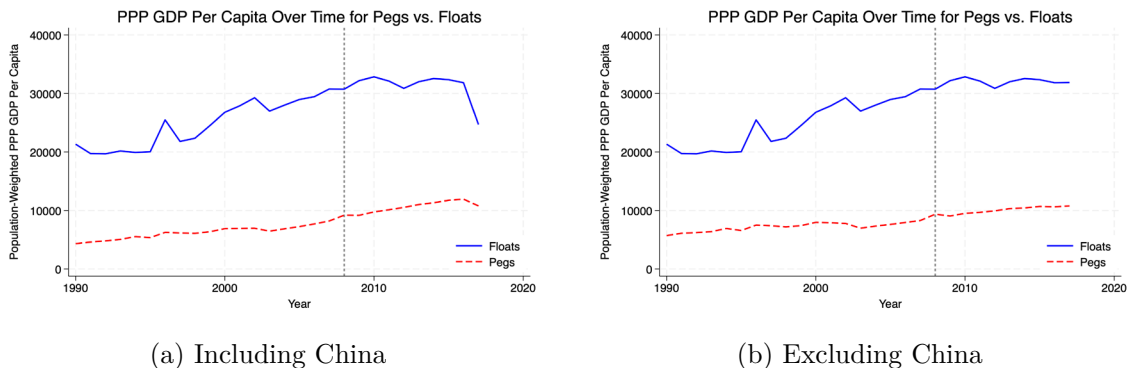 PPP GDP Per Capita Over Time for Pegs vs. Floats
Population-Weighted PPP GDP Per Capita
40000
30000
20000
10000
0
Floats
Pegs
1990
2000
2010
2020
Year
(a) Including China
PPP GDP Per Capita Over Time for Pegs vs. Floats
Population-Weighted PPP GDP Per Capita
40000
30000
20000
10000
0
Floats
Pegs
1990
2000
2010
2020
Year
(b) Excluding China